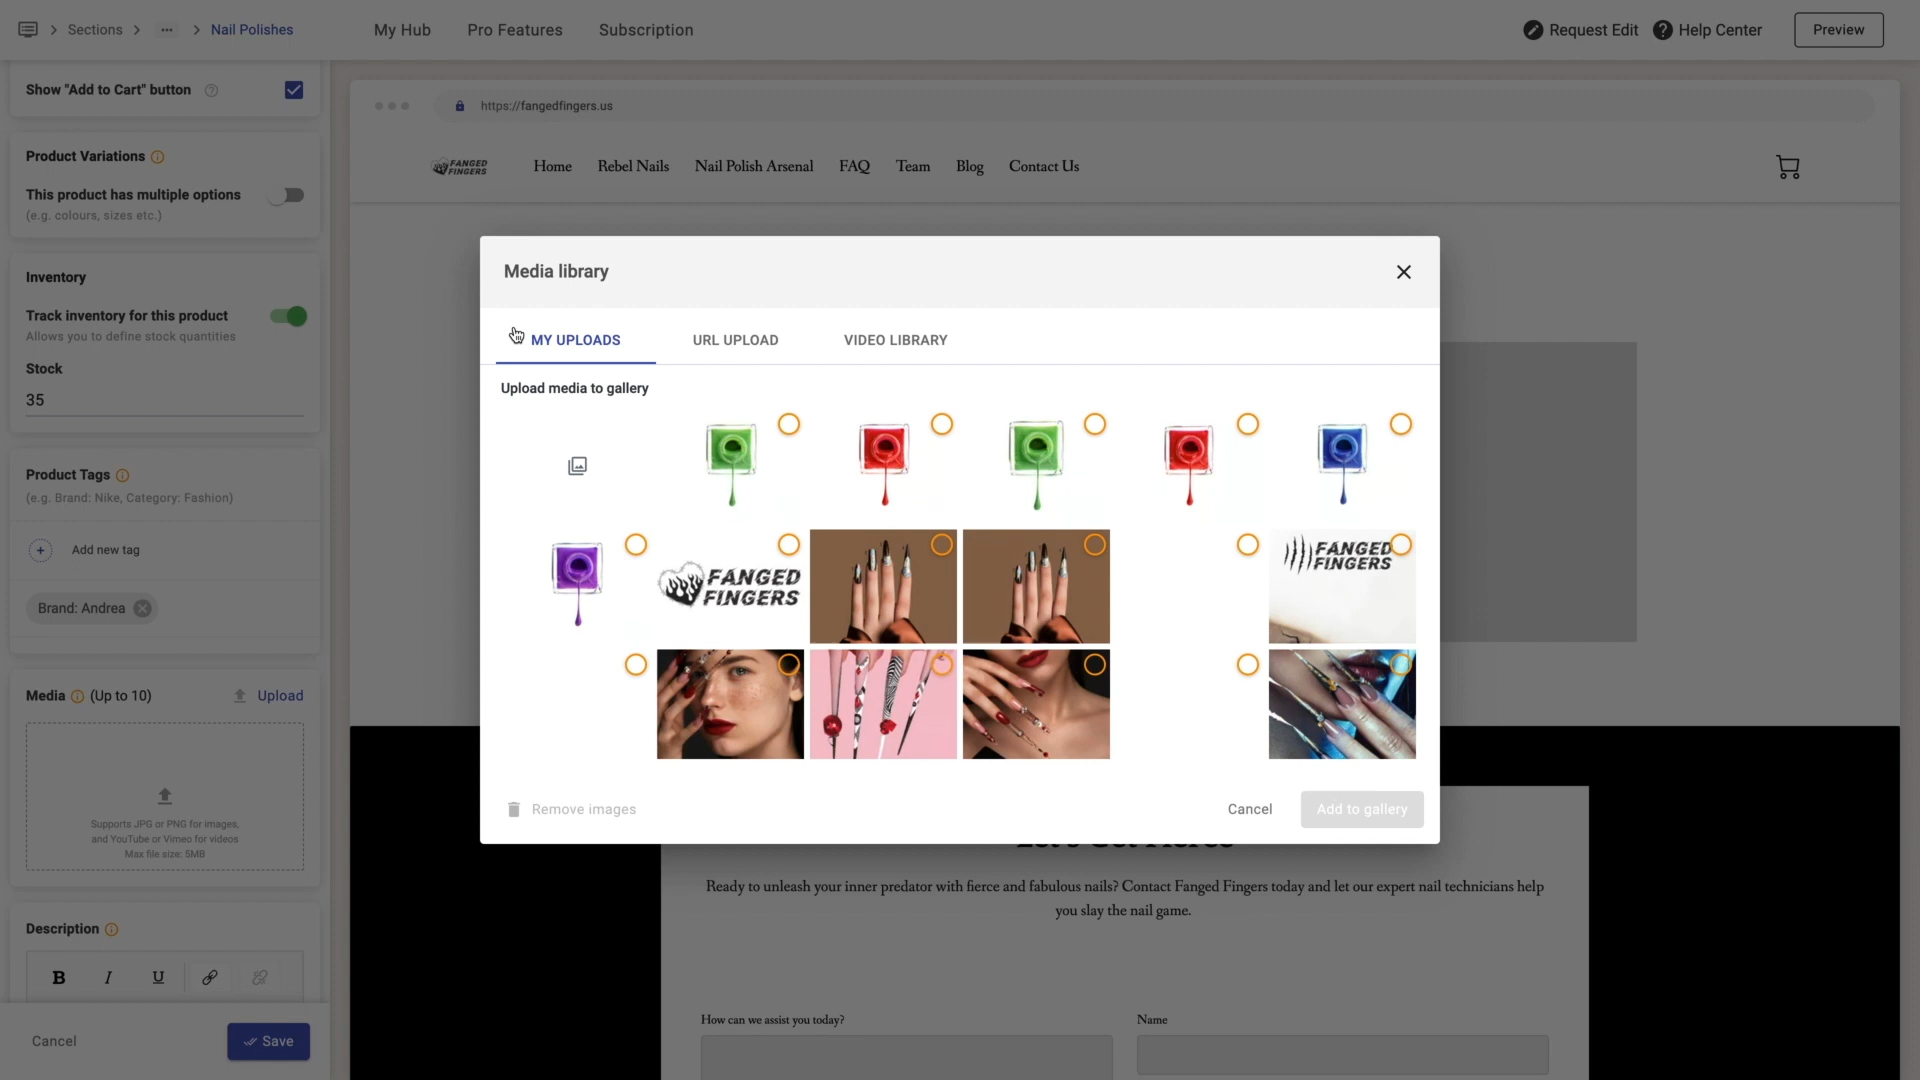 Sections
Nail Polishes
My Hub
Pro Features
Subscription
Request Edit
Help Center
Preview
Show "Add to Cart" button
Product Variations
This product has multiple options
(e.g. colours, sizes etc.)
Inventory
Track inventory for this product
Allows you to define stock quantities
Stock
35
Product Tags
(e.g. Brand: Nike, Category: Fashion)
Add new tag
Brand: Andrea
Media (Up to 10)
Upload
Supports JPG or PNG for images,
and YouTube or Vimeo for videos
Max file size: 5MB
Description
B I U
Cancel
Save
https://fangedfingers.us
FANGED
FINGERS
Home
Rebel Nails
Nail Polish Arsenal
FAQ
Team
Blog
Contact Us
Media library
MY UPLOADS
URL UPLOAD
VIDEO LIBRARY
Upload media to gallery
FANGED
FINGERS
FANGED
FINGERS
Remove images
Cancel
Add to gallery
Ready to unleash your inner predator with fierce and fabulous nails? Contact Fanged Fingers today and let our expert nail technicians help
you slay the nail game.
How can we assist you today?
Name